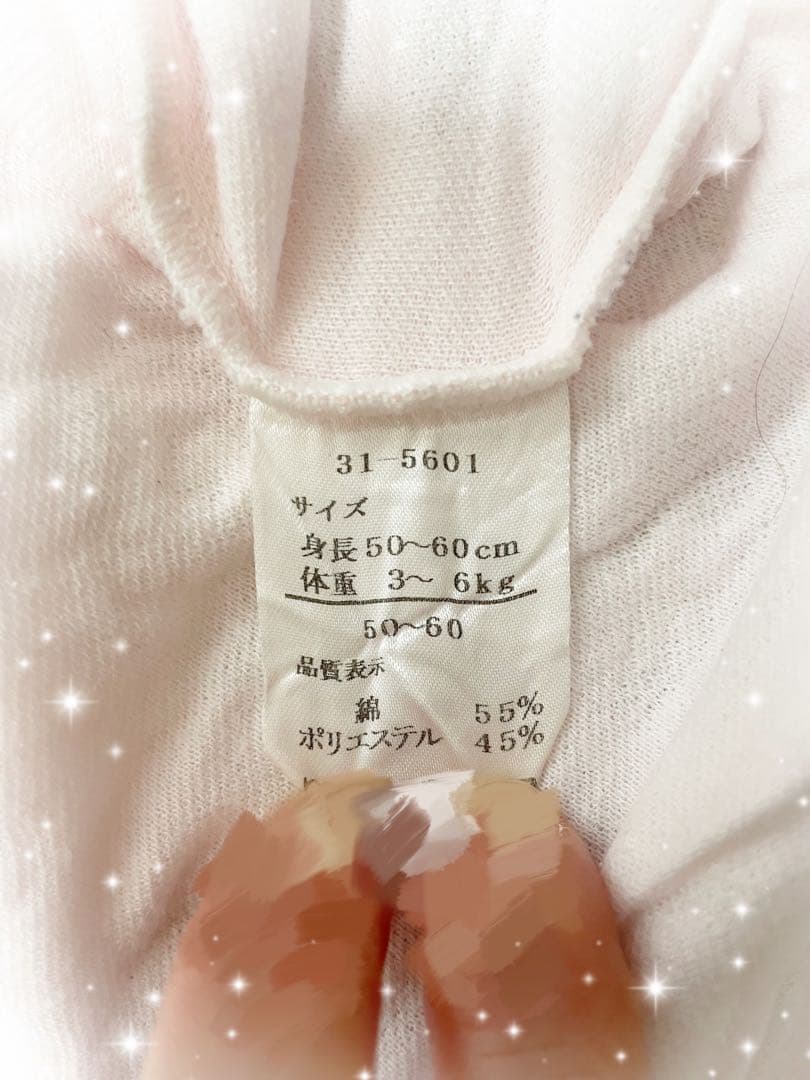 31-5601
サイズ
身長50〜60cm
体重 3〜 6kg
50〜60
品質表示
綿 55%
ポリエステル 45%